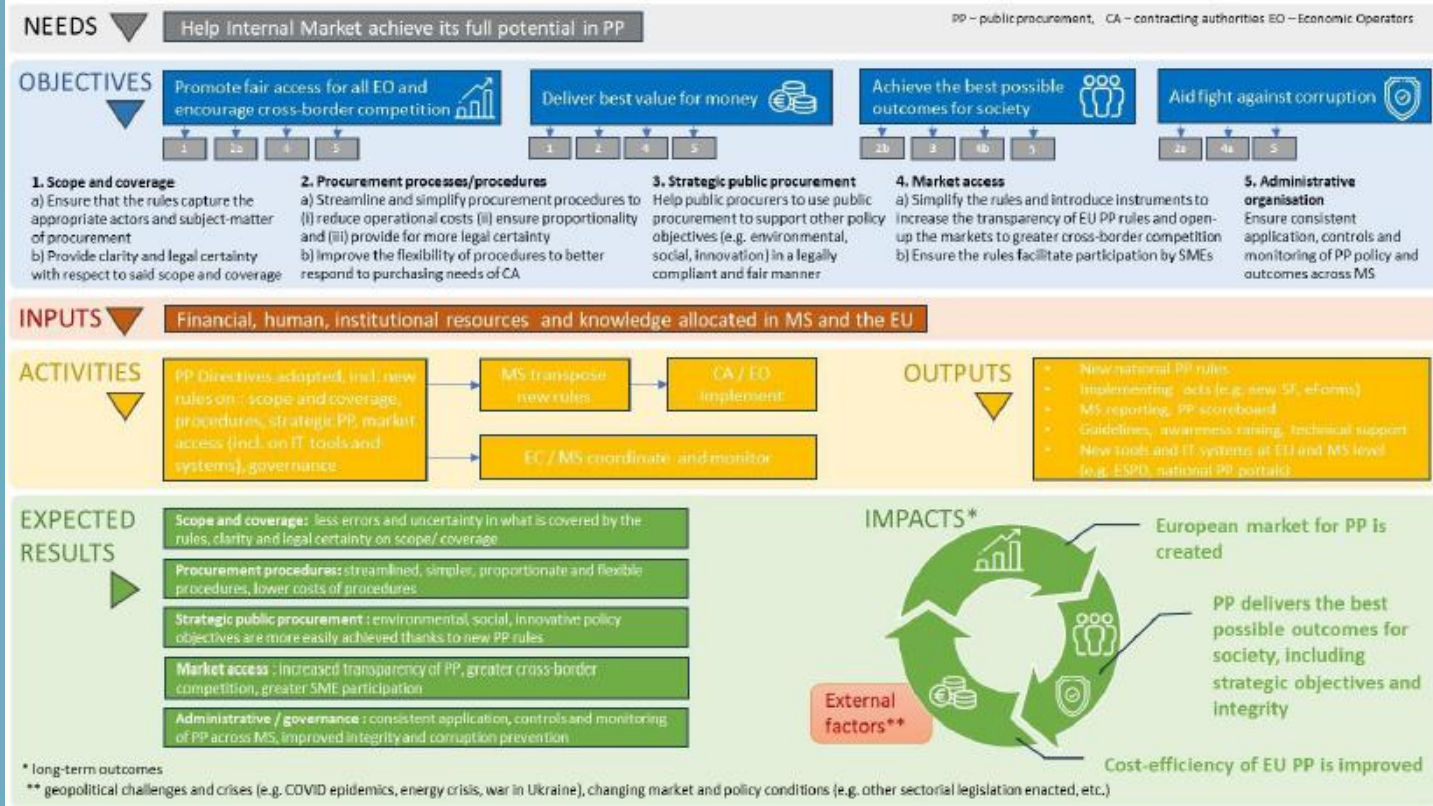 NEEDS
Help Internal Market achieve its full potential in PP
PP – public procurement, CA – contracting authorities EO – Economic Operators
OBJECTIVES
Promote fair access for all EO and
encourage cross-border competition
1 2b 4 5
Deliver best value for money
1 2 4 5
Achieve the best possible
outcomes for society
2b 3 4b 5
Aid fight against corruption
2a 4a 5
1. Scope and coverage
a) Ensure that the rules capture the
appropriate actors and subject-matter
of procurement
b) Provide clarity and legal certainty
with respect to said scope and coverage
2. Procurement processes/procedures
a) Streamline and simplify procurement procedures to
(i) reduce operational costs (ii) ensure proportionality
and (iii) provide for more legal certainty
b) Improve the flexibility of procedures to better
respond to purchasing needs of CA
3. Strategic public procurement
Help public procurers to use public
procurement to support other policy
objectives (e.g. environmental,
social, innovation) in a legally
compliant and fair manner
4. Market access
a) Simplify the rules and introduce instruments to
increase the transparency of EU PP rules and open-
up the markets to greater cross-border competition
b) Ensure the rules facilitate participation by SMEs
5. Administrative
organisation
Ensure consistent
application, controls and
monitoring of PP policy and
outcomes across MS
INPUTS
Financial, human, institutional resources and knowledge allocated in MS and the EU
ACTIVITIES
PP Directives adopted, incl. new
rules on : scope and coverage,
procedures, strategic PP, market
access (incl. on IT tools and
systems), governance
MS transpose
new rules
CA / EO
implement
EC / MS coordinate and monitor
OUTPUTS
• New national PP rules
• Implementing acts (e.g. new SF, eForms)
• MS reporting, PP scoreboard
• Guidelines, awareness raising, technical support
• New tools and IT systems at EU and MS level
(e.g. ESPD, national PP portals)
EXPECTED
RESULTS
Scope and coverage: less errors and uncertainty in what is covered by the
rules, clarity and legal certainty on scope/ coverage
Procurement procedures: streamlined, simpler, proportionate and flexible
procedures, lower costs of procedures
Strategic public procurement : environmental, social, innovative policy
objectives are more easily achieved thanks to new PP rules
Market access : increased transparency of PP, greater cross-border
competition, greater SME participation
Administrative / governance : consistent application, controls and monitoring
of PP across MS, improved integrity and corruption prevention
IMPACTS*
European market for PP is
created
PP delivers the best
possible outcomes for
society, including
strategic objectives and
integrity
External
factors**
Cost-efficiency of EU PP is improved
* long-term outcomes
** geopolitical challenges and crises (e.g. COVID epidemics, energy crisis, war in Ukraine), changing market and policy conditions (e.g. other sectorial legislation enacted, etc.)